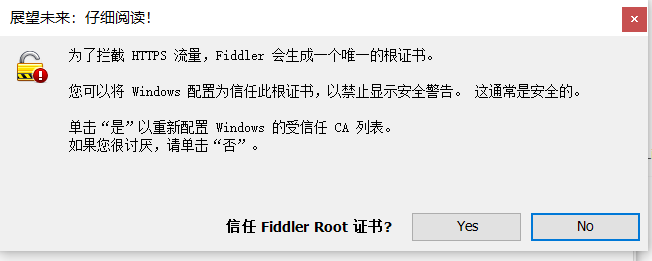 展望未来：仔细阅读！
为了拦截 HTTPS 流量，Fiddler 会生成一个唯一的根证书。
您可以将 Windows 配置为信任此根证书，以禁止显示安全警告。 这通常是安全的。
单击“是”以重新配置 Windows 的受信任 CA 列表。
如果您很讨厌，请单击“否”。
信任 Fiddler Root 证书?
Yes
No